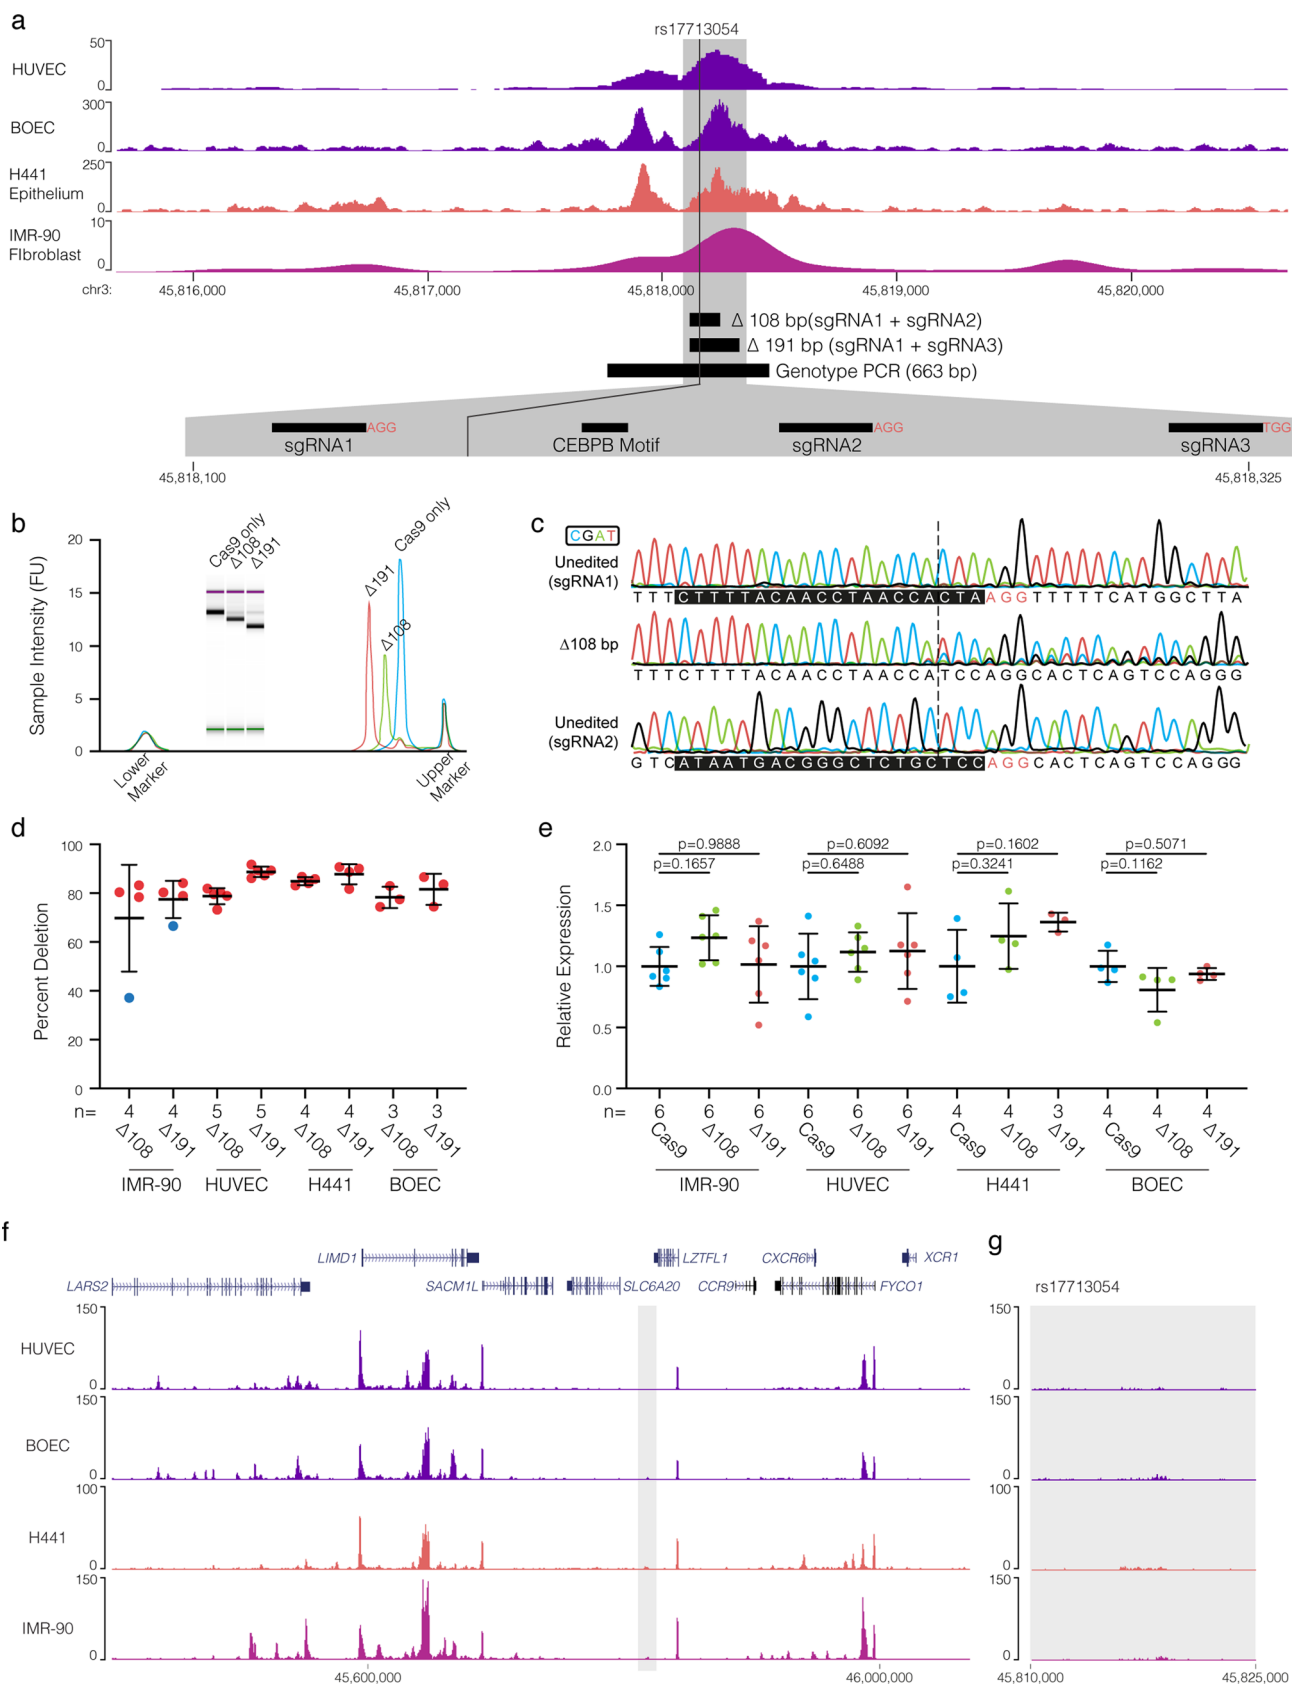 a
rs17713054
HUVEC
50
0
BOEC
300
0
H441
Epithelium
250
0
IMR-90
FIbroblast
10
0
chr3:
45,816,000
45,817,000
45,818,000
45,819,000
45,820,000
Δ 108 bp(sgRNA1 + sgRNA2)
Δ 191 bp (sgRNA1 + sgRNA3)
Genotype PCR (663 bp)
AGG
AGG
TGG
sgRNA1
CEBPB Motif
sgRNA2
sgRNA3
45,818,100
45,818,325
b
Sample Intensity (FU)
20
15
10
5
0
Cas9 only
Δ108
Δ191
Δ191
Δ108
Cas9 only
Lower
Marker
Upper
Marker
c
CGAT
Unedited
(sgRNA1)
TTTCTTTTACAACCTAACCACTAAGGTTTTTCATGGCTTA
Δ108 bp
TTTCTTTTACAACCTAACCATCCAGGCACTCAGTCCAGGG
Unedited
(sgRNA2)
GTCATAATGACGGGCTCTGCTCCAGGCACTCAGTCCAGGG
d
Percent Deletion
100
80
60
40
20
0
n=
4
4
5
5
4
4
3
3
Δ108
Δ191
Δ108
Δ191
Δ108
Δ191
Δ108
Δ191
IMR-90
HUVEC
H441
BOEC
e
Relative Expression
2.0
1.5
1.0
0.5
0.0
p=0.9888
p=0.1657
p=0.6092
p=0.6488
p=0.1602
p=0.3241
p=0.5071
p=0.1162
n=
6
6
6
6
6
6
4
4
3
4
4
4
Cas9
Δ108
Δ191
Cas9
Δ108
Δ191
Cas9
Δ108
Δ191
Cas9
Δ108
Δ191
IMR-90
HUVEC
H441
BOEC
f
LIMD1
LZTFL1
CXCR6
XCR1
LARS2
SACM1L
SLC6A20
CCR9
FYCO1
HUVEC
150
0
BOEC
150
0
H441
100
0
IMR-90
150
0
45,600,000
46,000,000
g
rs17713054
150
0
150
0
100
0
150
0
45,810,000
45,825,000